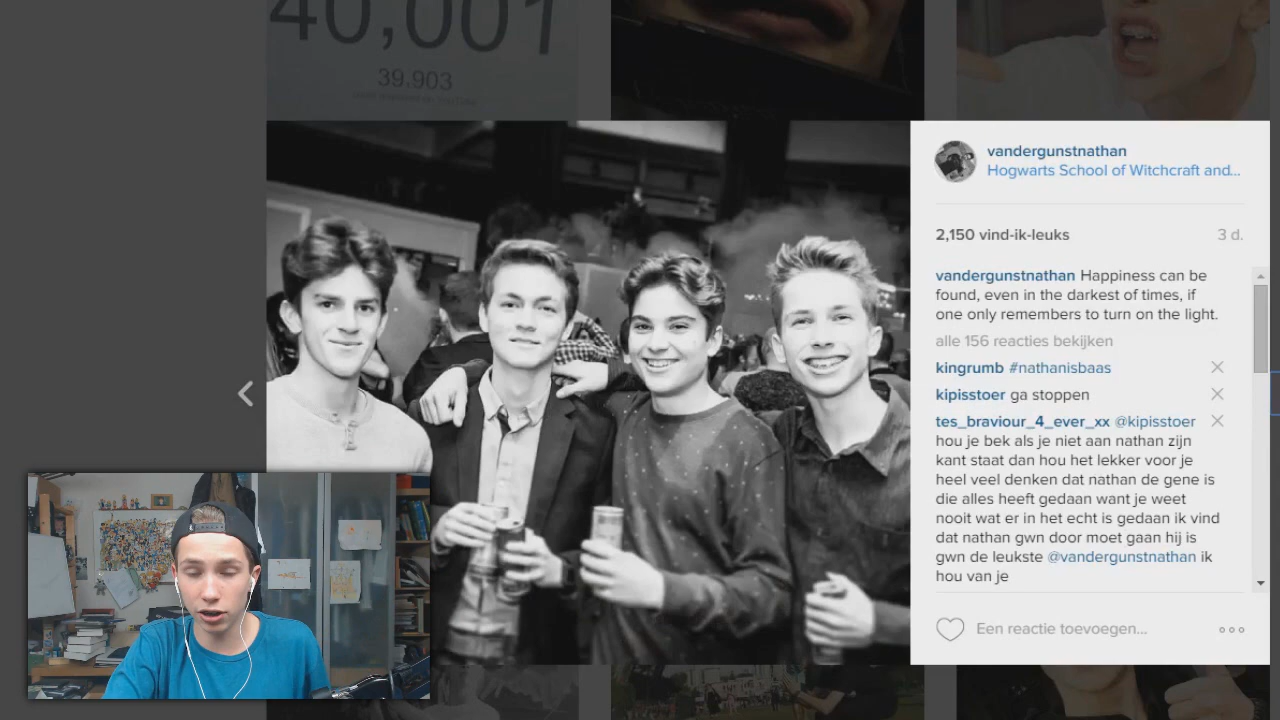 40,001
39.903
vandergunstnathan
Hogwarts School of Witchcraft and...
2,150 vind-ik-leuks
3 d.
vandergunstnathan Happiness can be
found, even in the darkest of times, if
one only remembers to turn on the light.
alle 156 reacties bekijken
kingrumb #nathanisbaas
kipisstoer ga stoppen
tes_braviour_4_ever_xx @kipisstoer
hou je bek als je niet aan nathan zijn
kant staat dan hou het lekker voor je
heel veel denken dat nathan de gene is
die alles heeft gedaan want je weet
nooit wat er in het echt is gedaan ik vind
dat nathan gwn door moet gaan hij is
gwn de leukste @vandergunstnathan ik
hou van je
Een reactie toevoegen...